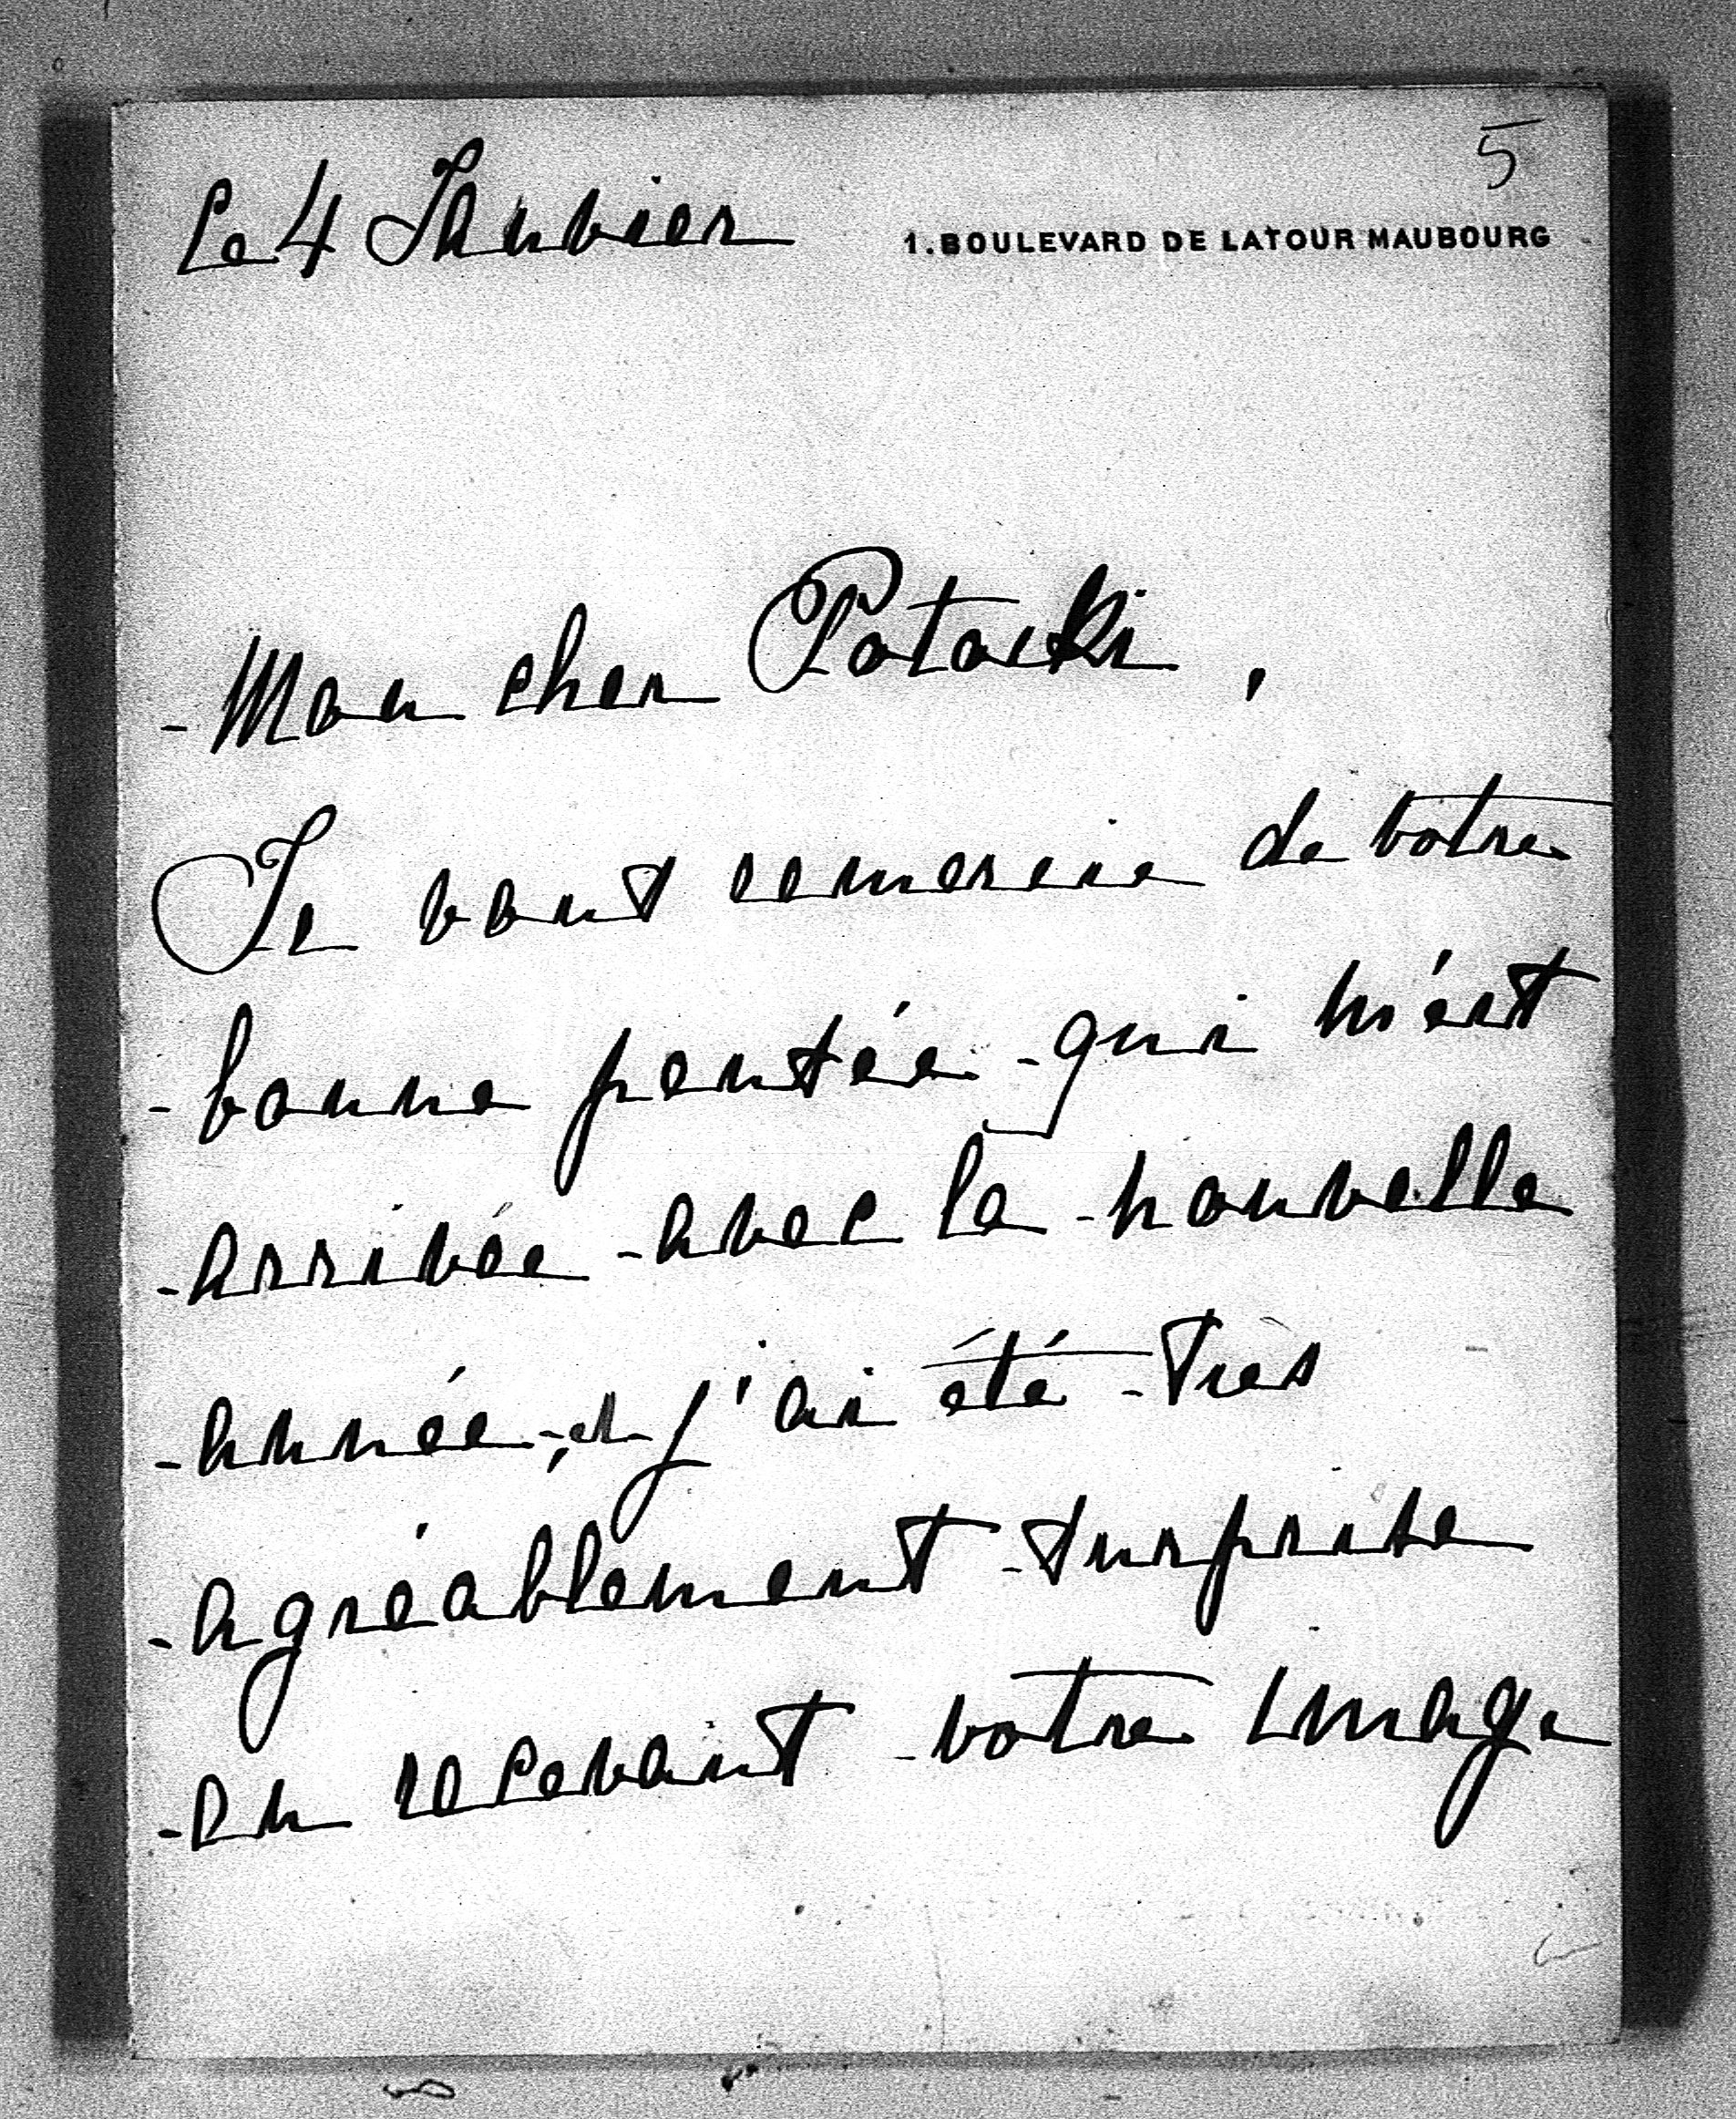 5
Le 4 Janvier
1. BOULEVARD DE LATOUR MAUBOURG
Mon cher Potocki,
Je vous remercie de votre
bonne pensée qui m'est
arrivée avec la nouvelle
année, et j'ai été très
agréablement surprise
en recevant votre image